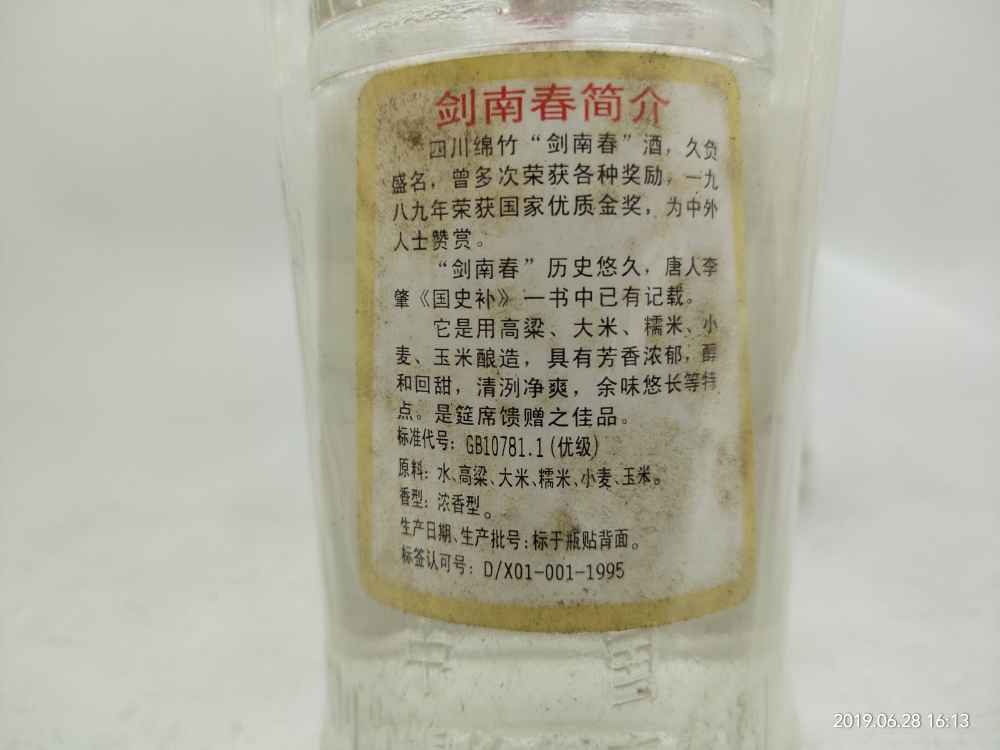 剑南春简介
四川绵竹“剑南春”酒，久负
盛名，曾多次荣获各种奖励，一九
八九年荣获国家优质金奖，为中外
人士赞赏。
“剑南春”历史悠久，唐人李
肇《国史补》一书中已有记载。
它是用高粱、大米、糯米、小
麦、玉米酿造，具有芳香浓郁，醇
和回甜，清洌净爽，余味悠长等特
点。是筵席馈赠之佳品。
标准代号：GB10781.1(优级)
原料：水、高粱、大米、糯米、小麦、玉米。
香型：浓香型。
生产日期、生产批号：标于瓶贴背面。
标签认可号：D/X01-001-1995
2019.06.28 16:13